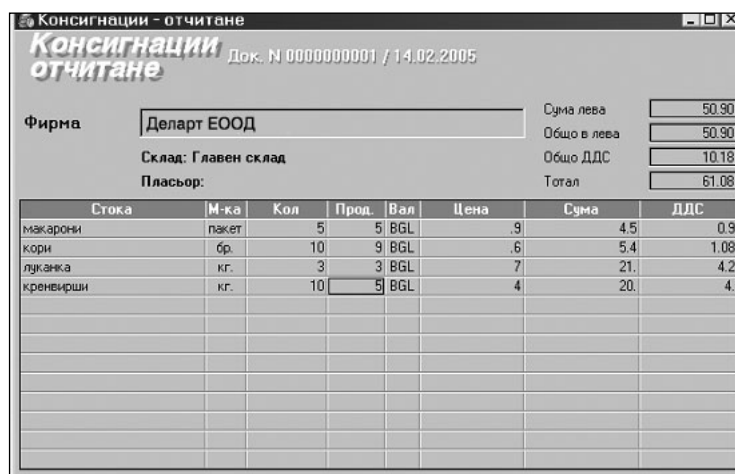 Консигнации - отчитане
Консигнации
отчитане
Док. N 0000000001 / 14.02.2005
Фирма Деларт ЕООД
Склад: Главен склад
Пласьор:
Сума лева 50.90
Общо в лева 50.90
Общо ДДС 10.18
Тотал 61.08
Стока М-ка Кол Прод. Вал Цена Сума ДДС
макарони пакет 5 5 BGL .9 4.5 0.9
кори бр. 10 9 BGL .6 5.4 1.08
луканка кг. 3 3 BGL 7 21. 4.2
кренвирши кг. 10 5 BGL 4 20. 4.